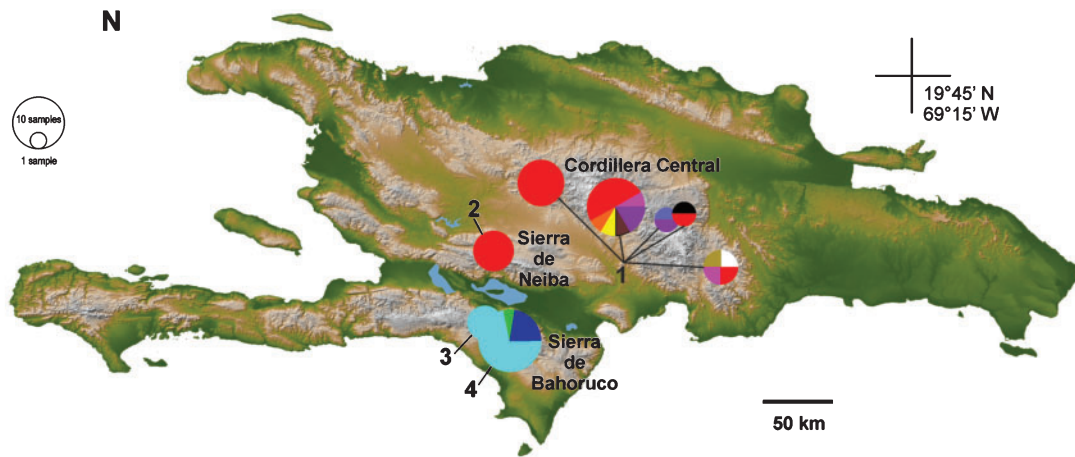 N
10 samples
1 sample
19°45' N
69°15' W
Cordillera Central
2
Sierra
de
Neiba
1
3
4
Sierra
de
Bahoruco
50 km